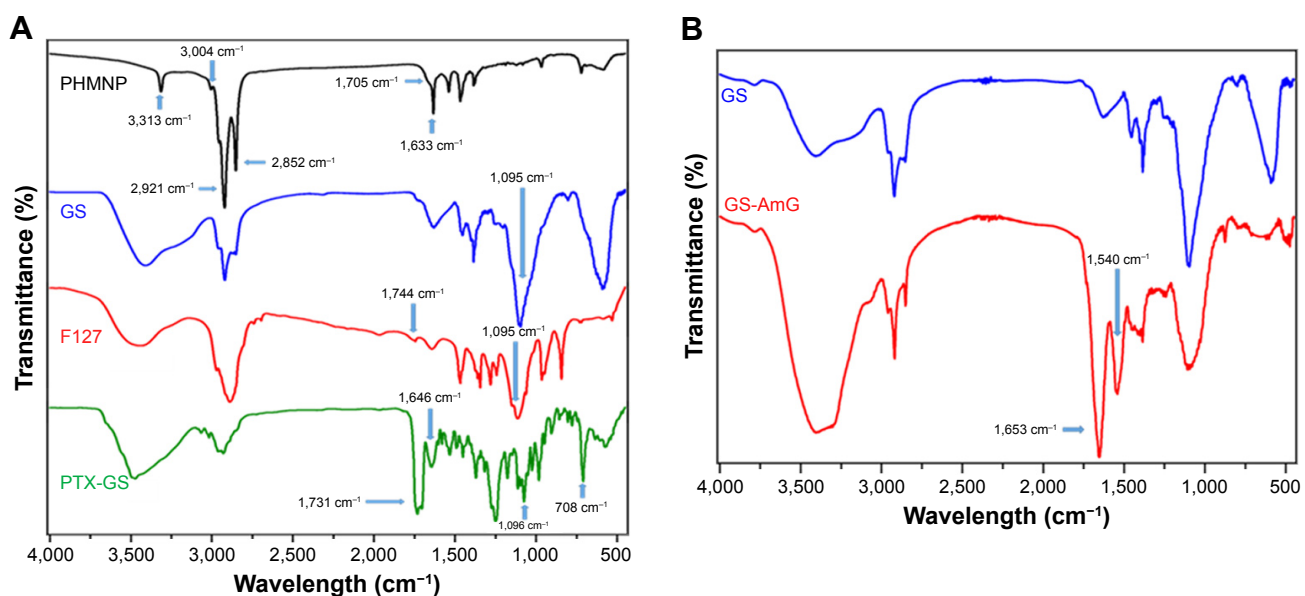 A
Transmittance (%)
PHMNP
3,004 cm⁻¹
3,313 cm⁻¹
1,705 cm⁻¹
1,633 cm⁻¹
2,852 cm⁻¹
2,921 cm⁻¹
GS
1,095 cm⁻¹
F127
1,744 cm⁻¹
1,095 cm⁻¹
PTX-GS
1,646 cm⁻¹
1,731 cm⁻¹
1,096 cm⁻¹
708 cm⁻¹
4,000 3,500 3,000 2,500 2,000 1,500 1,000 500
Wavelength (cm⁻¹)
B
Transmittance (%)
GS
GS-AmG
1,540 cm⁻¹
1,653 cm⁻¹
4,000 3,500 3,000 2,500 2,000 1,500 1,000 500
Wavelength (cm⁻¹)